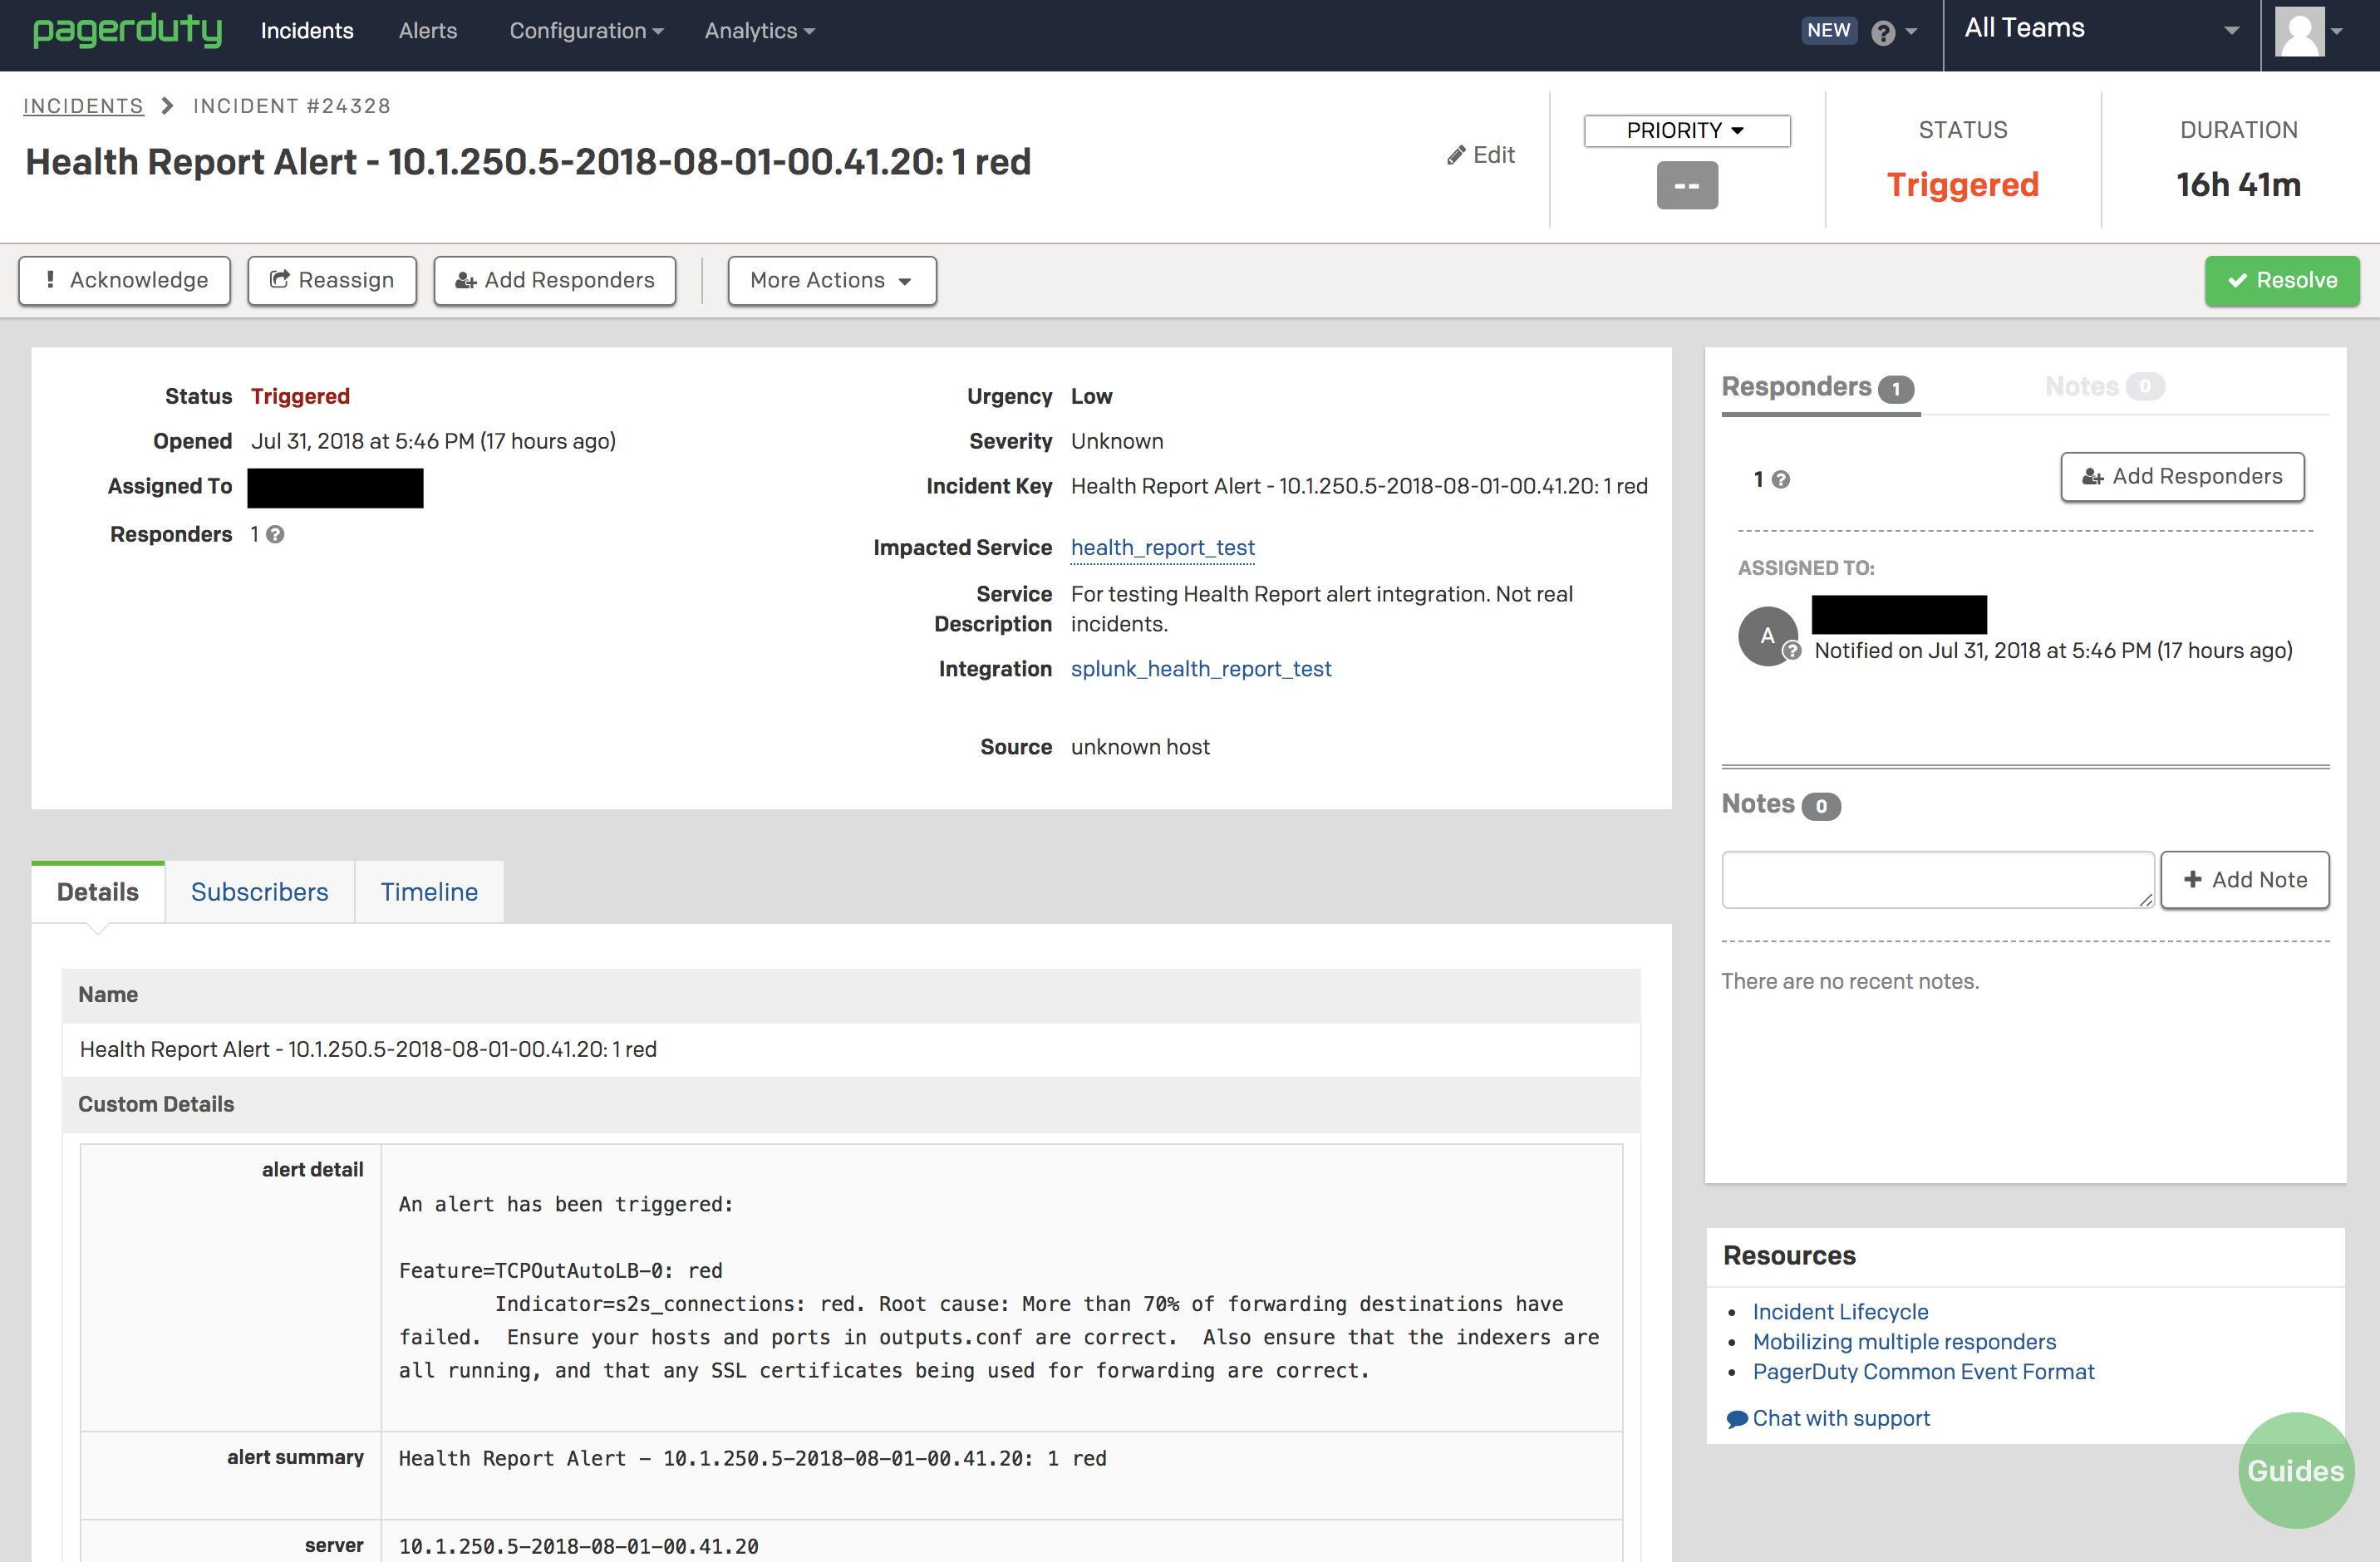 pagerduty Incidents Alerts Configuration Analytics NEW ? All Teams
INCIDENTS > INCIDENT #24328
Health Report Alert - 10.1.250.5-2018-08-01-00.41.20: 1 red
Edit
PRIORITY
--
STATUS
Triggered
DURATION
16h 41m
! Acknowledge Reassign Add Responders More Actions Resolve
Status Triggered
Opened Jul 31, 2018 at 5:46 PM (17 hours ago)
Assigned To
Responders 1 ?
Urgency Low
Severity Unknown
Incident Key Health Report Alert - 10.1.250.5-2018-08-01-00.41.20: 1 red
Impacted Service health_report_test
Service For testing Health Report alert integration. Not real
Description incidents.
Integration splunk_health_report_test
Source unknown host
Responders 1 Notes 0
1 ? Add Responders
ASSIGNED TO:
A ?
Notified on Jul 31, 2018 at 5:46 PM (17 hours ago)
Notes 0
+ Add Note
There are no recent notes.
Details Subscribers Timeline
Name
Health Report Alert - 10.1.250.5-2018-08-01-00.41.20: 1 red
Custom Details
alert detail
An alert has been triggered:
Feature=TCPOutAutoLB-0: red
Indicator=s2s_connections: red. Root cause: More than 70% of forwarding destinations have
failed.  Ensure your hosts and ports in outputs.conf are correct.  Also ensure that the indexers are
all running, and that any SSL certificates being used for forwarding are correct.
alert summary Health Report Alert - 10.1.250.5-2018-08-01-00.41.20: 1 red
server 10.1.250.5-2018-08-01-00.41.20
Resources
• Incident Lifecycle
• Mobilizing multiple responders
• PagerDuty Common Event Format
Chat with support
Guides